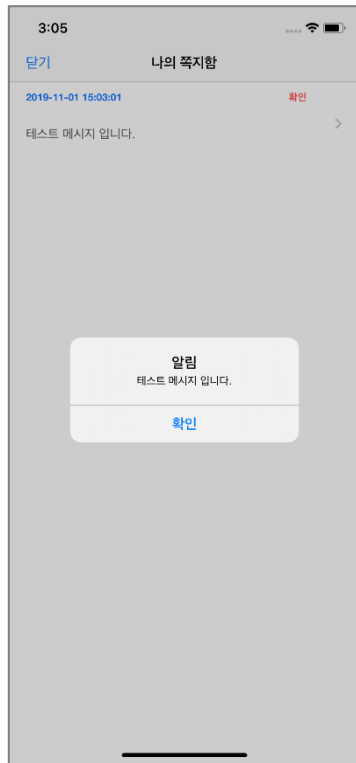 3:05
닫기 나의 쪽지함
2019-11-01 15:03:01 확인
테스트 메시지 입니다.
알림
테스트 메시지 입니다.
확인